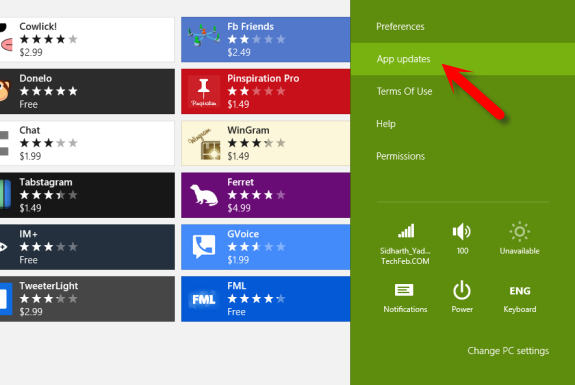 Cowlick!
$2.99
Donelo
Free
Chat
$1.99
Tabstagram
$1.49
IM+
Free
TweeterLight
$2.99
Fb Friends
$2.49
Pinspiration Pro
$1.49
WinGram
$1.49
Ferret
$4.99
GVoice
$1.99
FML
FML
Free
Preferences
App updates
Terms Of Use
Help
Permissions
Sidharth_Yad...
TechFeb.COM
100
Unavailable
Notifications
Power
ENG
Keyboard
Change PC settings